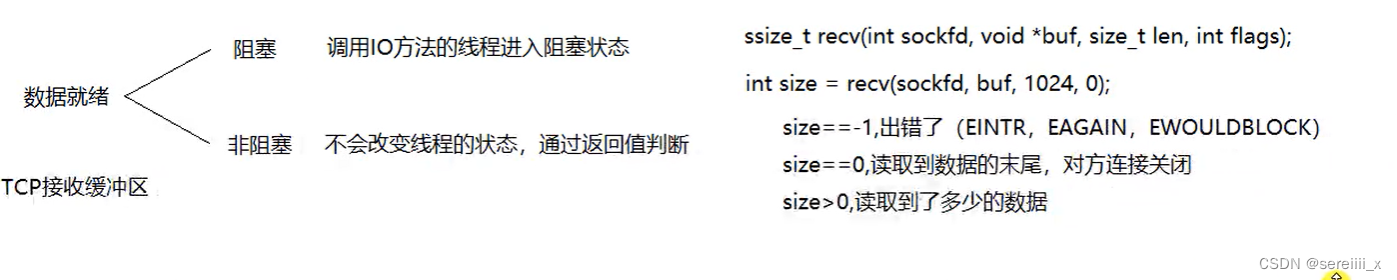 阻塞 调用IO方法的线程进入阻塞状态
数据就绪
非阻塞 不会改变线程的状态，通过返回值判断
TCP接收缓冲区
ssize_t recv(int sockfd, void *buf, size_t len, int flags);
int size = recv(sockfd, buf, 1024, 0);
size==-1,出错了（EINTR，EAGAIN，EWOULDBLOCK）
size==0,读取到数据的末尾，对方连接关闭
size>0,读取到了多少的数据
CSDN @sereiiii_x